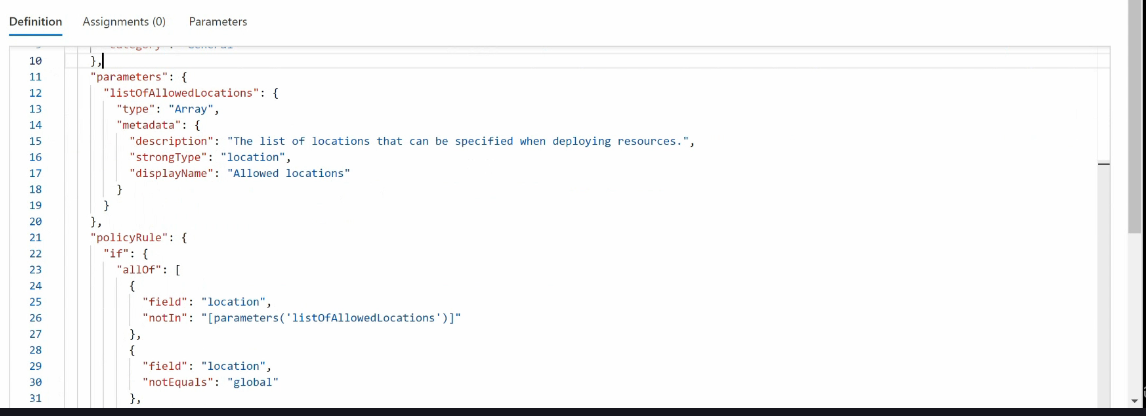 Definition Assignments (0) Parameters
10 },
11 "parameters": {
12 "listOfAllowedLocations": {
13 "type": "Array",
14 "metadata": {
15 "description": "The list of locations that can be specified when deploying resources.",
16 "strongType": "location",
17 "displayName": "Allowed locations"
18 }
19 }
20 },
21 "policyRule": {
22 "if": {
23 "allOf": [
24 {
25 "field": "location",
26 "notIn": "[parameters('listOfAllowedLocations')]"
27 },
28 {
29 "field": "location",
30 "notEquals": "global"
31 },